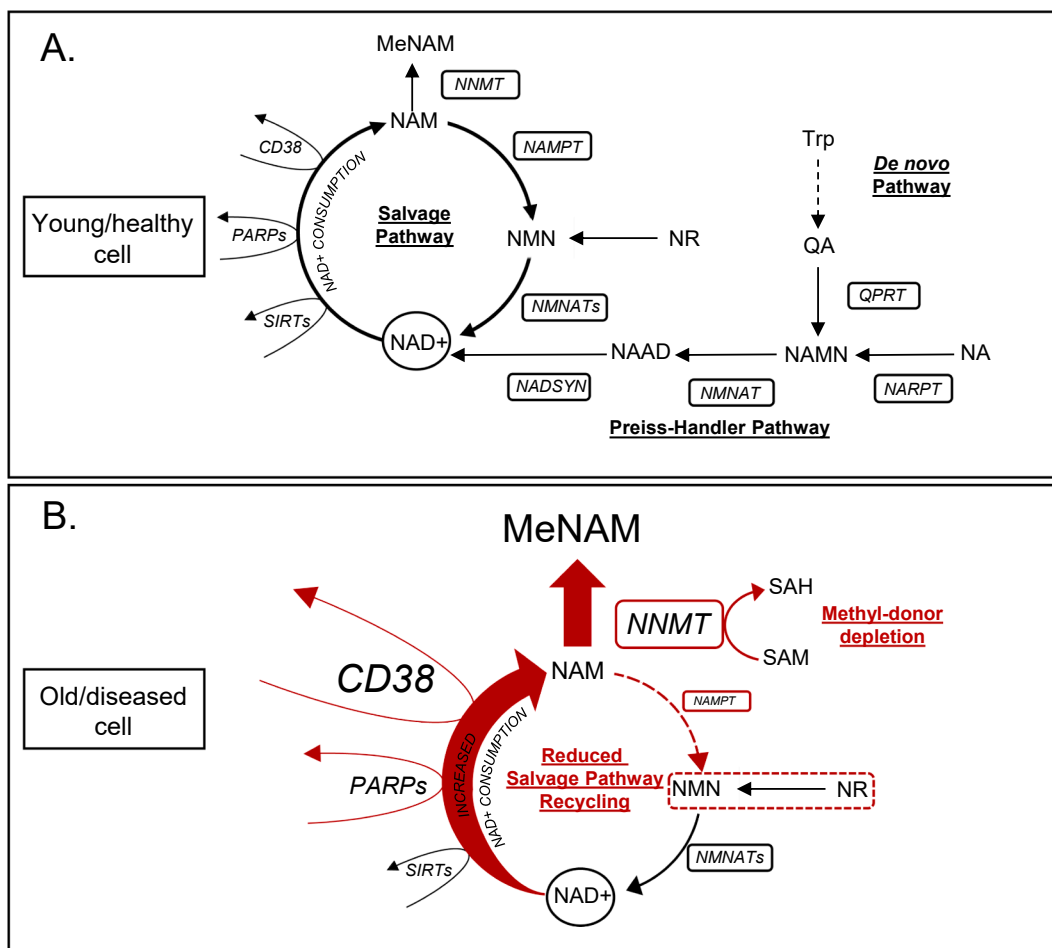 A.
MeNAM
NNMT
NAM
CD38
NAMPT
Trp
De novo
Pathway
NAD+ CONSUMPTION
Young/healthy
cell
PARPs
Salvage
Pathway
NMN
NR
QA
SIRTs
NMNATs
QPRT
NAD+
NAAD
NAMN
NA
NADSYN
NMNAT
NARPT
Preiss-Handler Pathway
B.
MeNAM
NNMT
SAH
Methyl-donor
depletion
SAM
CD38
NAM
NAMPT
Old/diseased
cell
INCREASED
NAD+ CONSUMPTION
PARPs
Reduced
Salvage Pathway
Recycling
NMN
NR
SIRTs
NMNATs
NAD+